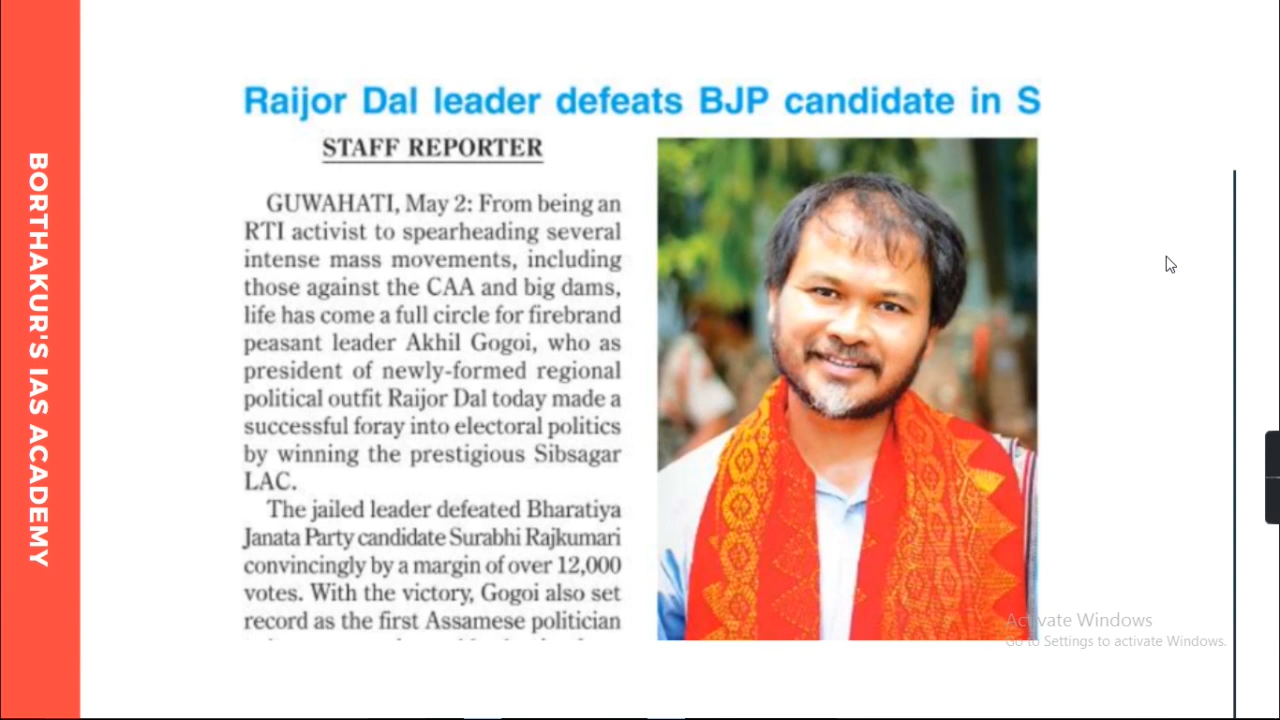 BORTHAKUR'S IAS ACADEMY
Raijor Dal leader defeats BJP candidate in S
STAFF REPORTER
GUWAHATI, May 2: From being an
RTI activist to spearheading several
intense mass movements, including
those against the CAA and big dams,
life has come a full circle for firebrand
peasant leader Akhil Gogoi, who as
president of newly-formed regional
political outfit Raijor Dal today made a
successful foray into electoral politics
by winning the prestigious Sibsagar
LAC.
The jailed leader defeated Bharatiya
Janata Party candidate Surabhi Rajkumari
convincingly by a margin of over 12,000
votes. With the victory, Gogoi also set
record as the first Assamese politician
Activate Windows
Go to Settings to activate Windows.